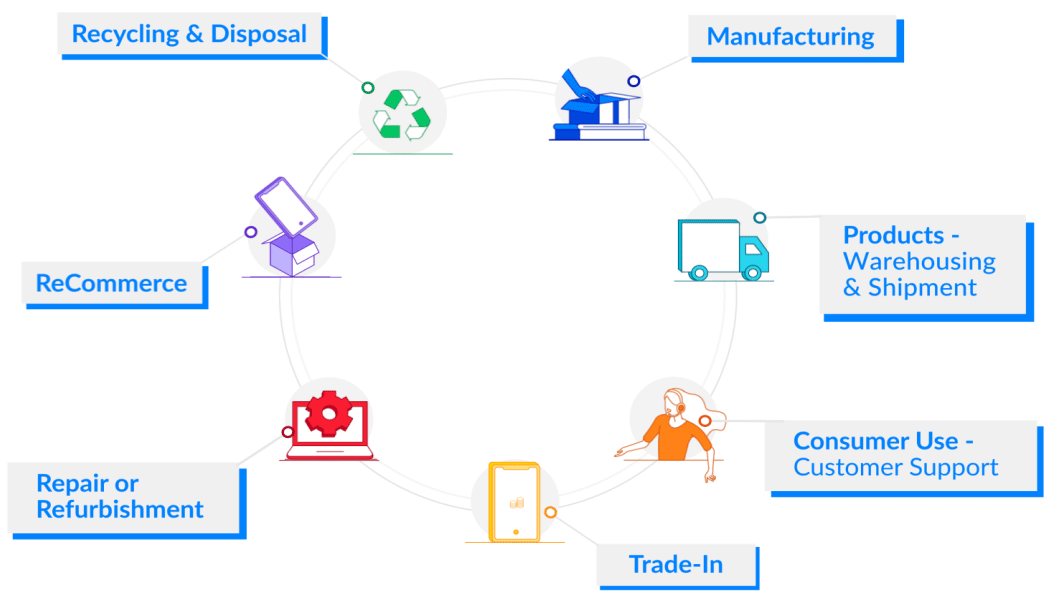 Recycling & Disposal
Manufacturing
Products -
Warehousing
& Shipment
ReCommerce
Consumer Use -
Customer Support
Repair or
Refurbishment
Trade-In